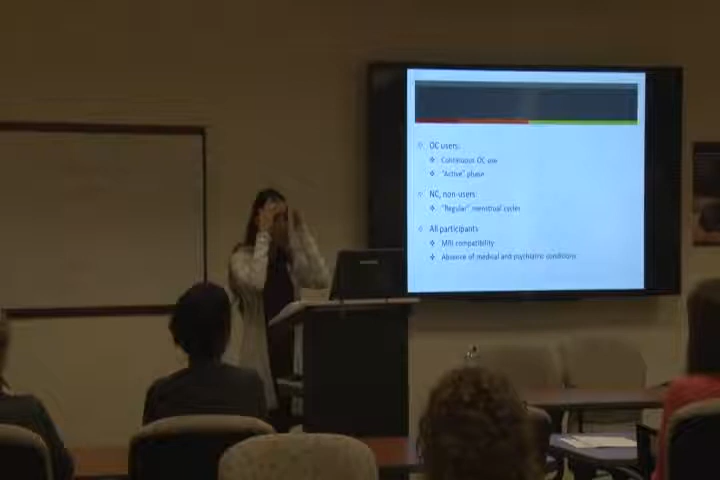 OC users:
Continuous OC use
"Active" phase
NC, non-users:
"Regular" menstrual cycles
All participants
MRI compatibility
Absence of medical and psychiatric conditions